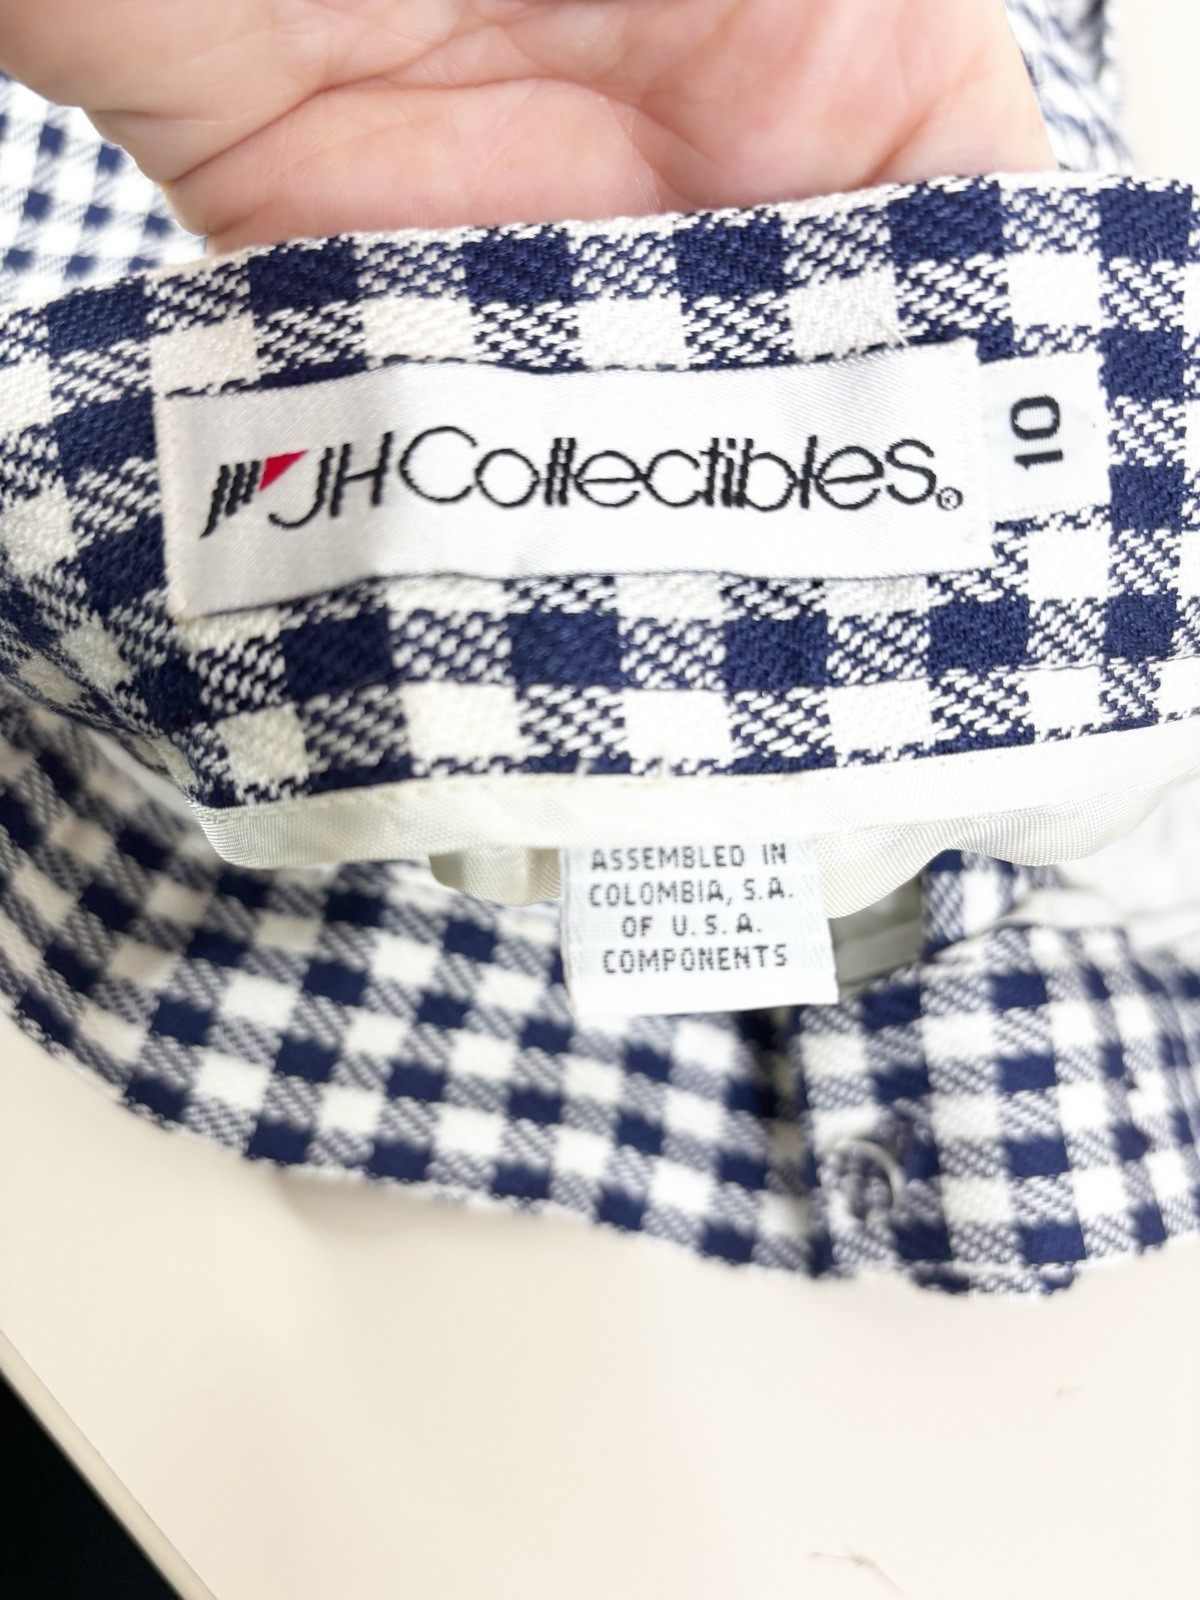 JH Collectibles®
10
ASSEMBLED IN
COLOMBIA, S.A.
OF U.S.A.
COMPONENTS